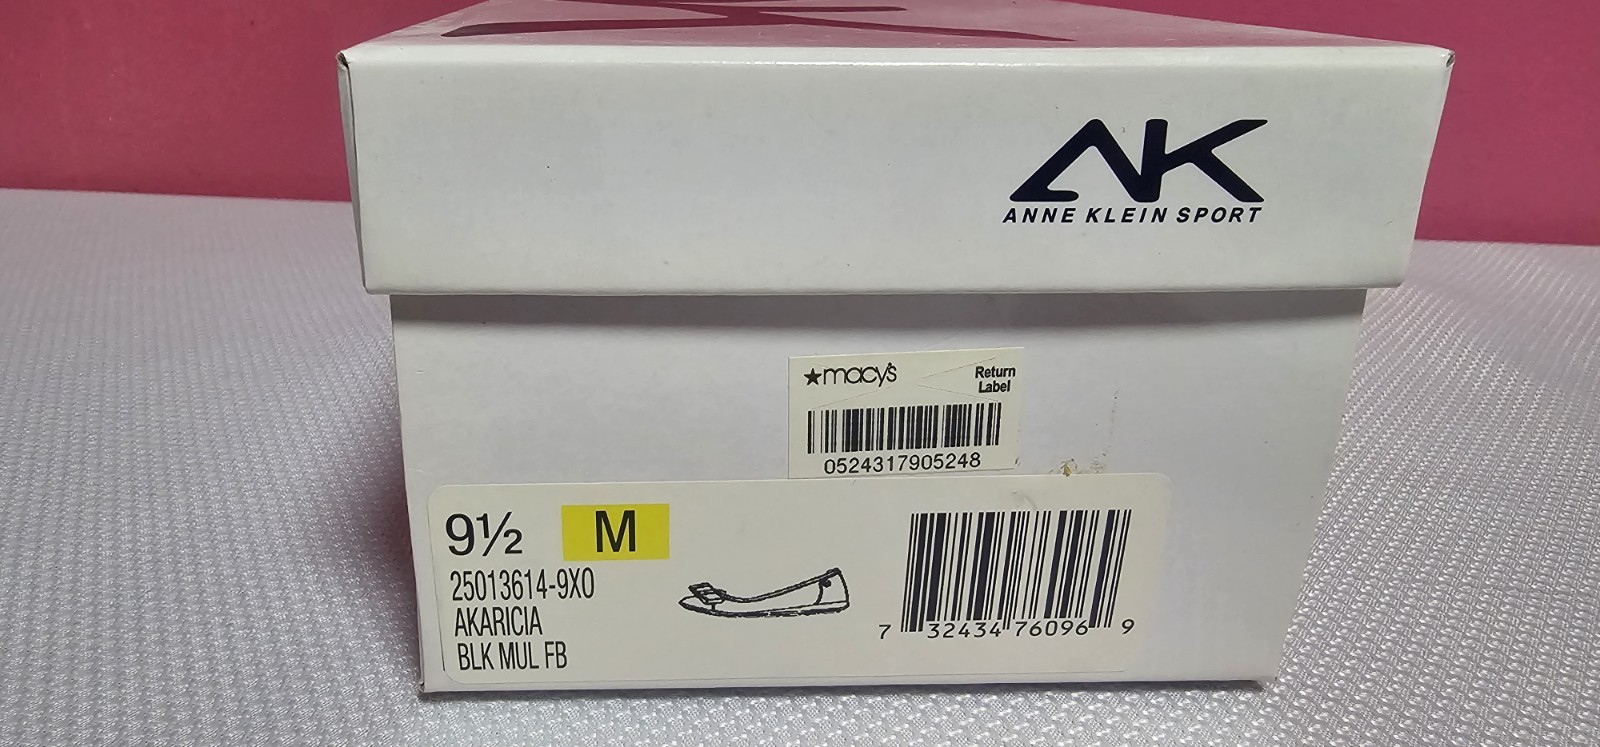 AK
ANNE KLEIN SPORT
★macy's
Return
Label
0524317905248
9½ M
25013614-9X0
AKARICIA
BLK MUL FB
7 32434 76096 9